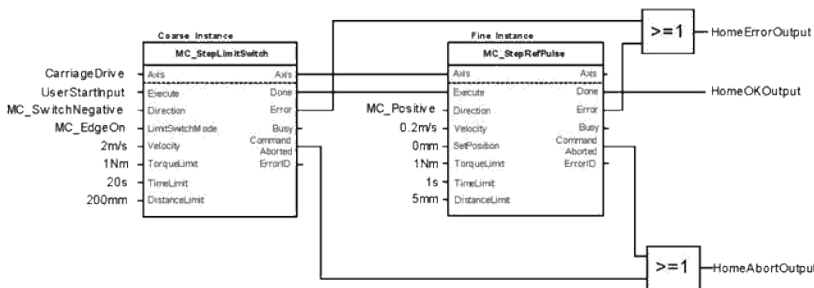 Coarse Instance
MC_StepLimitSwitch
CarriageDrive
Axis
Axis
UserStartInput
Execute
Done
MC_SwitchNegative
Direction
Error
MC_EdgeOn
LimitSwitchMode
Busy
2m/s
Velocity
Command
Aborted
1Nm
TorqueLimit
ErrorID
20s
TimeLimit
200mm
DistanceLimit
Fine Instance
MC_StepRefPulse
Axis
Axis
Execute
Done
MC_Positive
Direction
Error
0.2m/s
Velocity
Busy
0mm
SetPosition
Command
Aborted
1Nm
TorqueLimit
ErrorID
1s
TimeLimit
5mm
DistanceLimit
>=1
HomeErrorOutput
HomeOKOutput
>=1
HomeAbortOutput